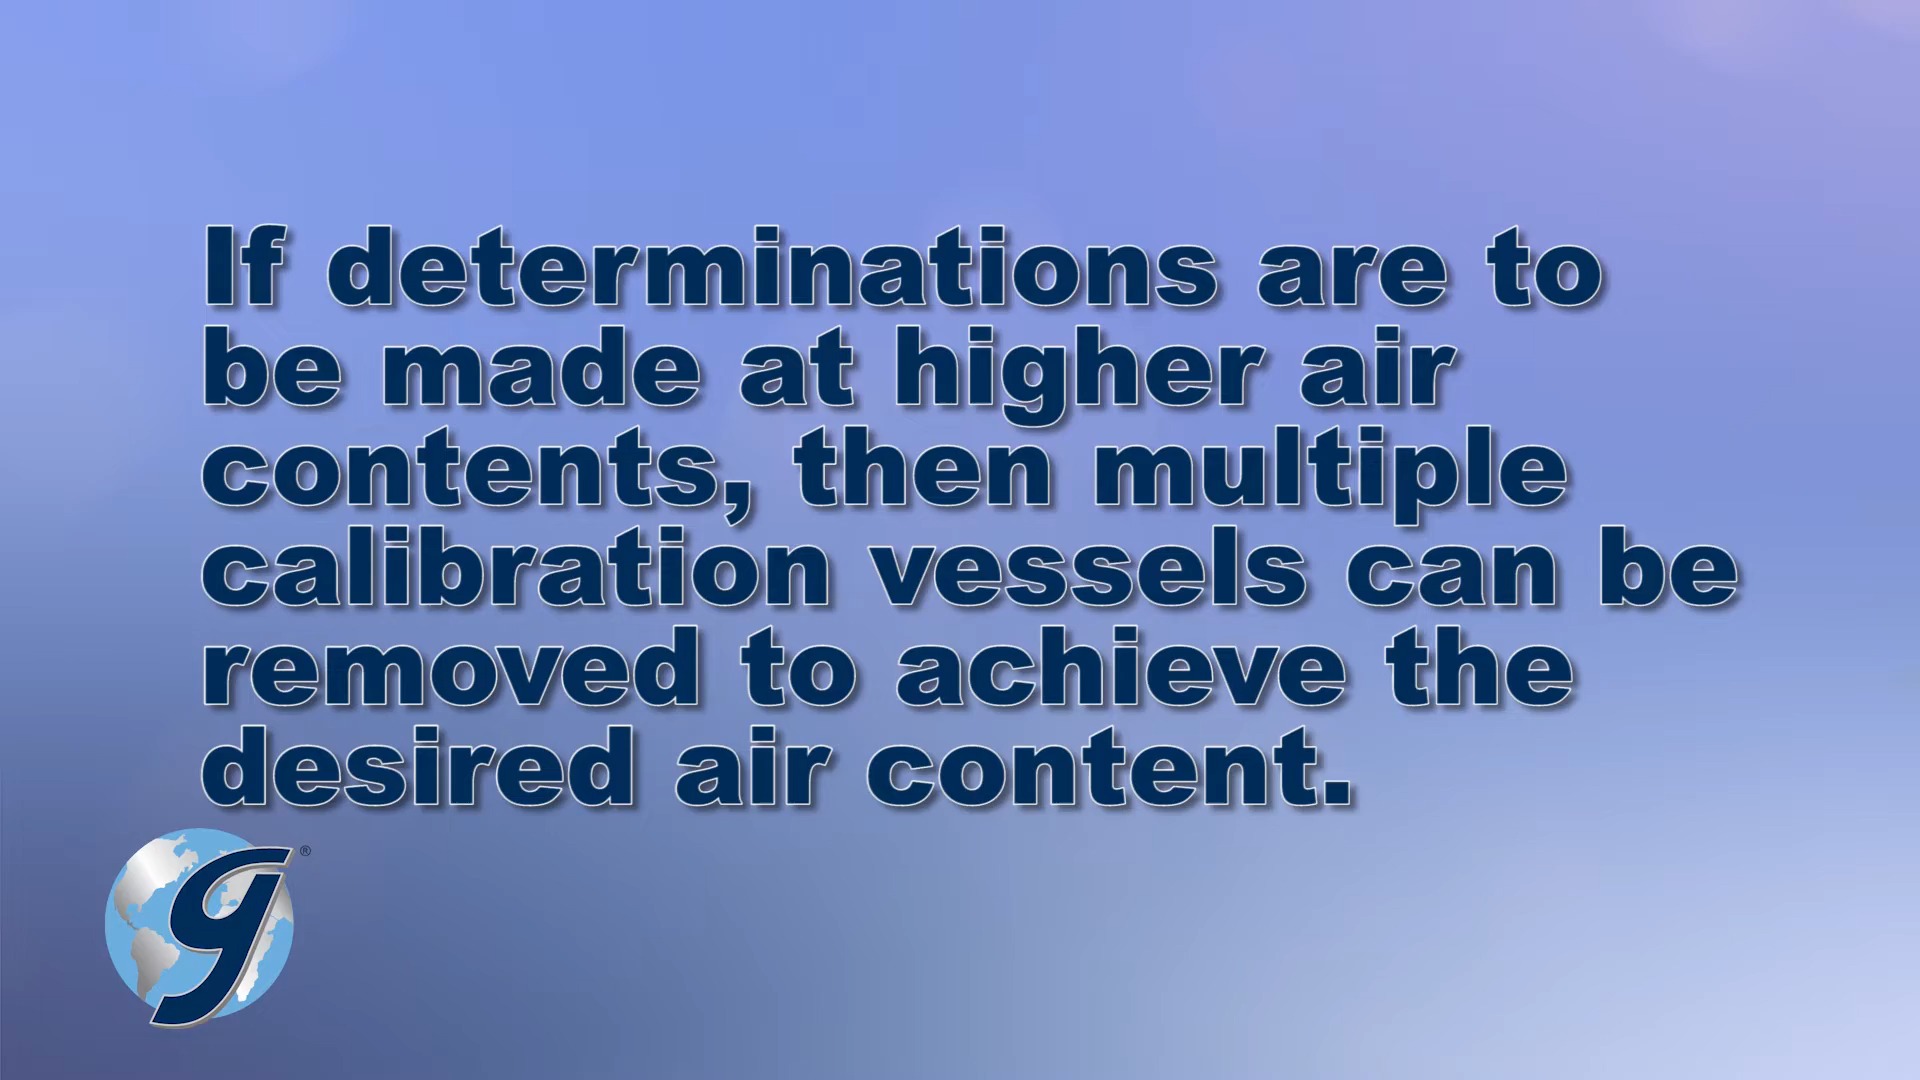 If determinations are to
be made at higher air
contents, then multiple
calibration vessels can be
removed to achieve the
desired air content.
g ®